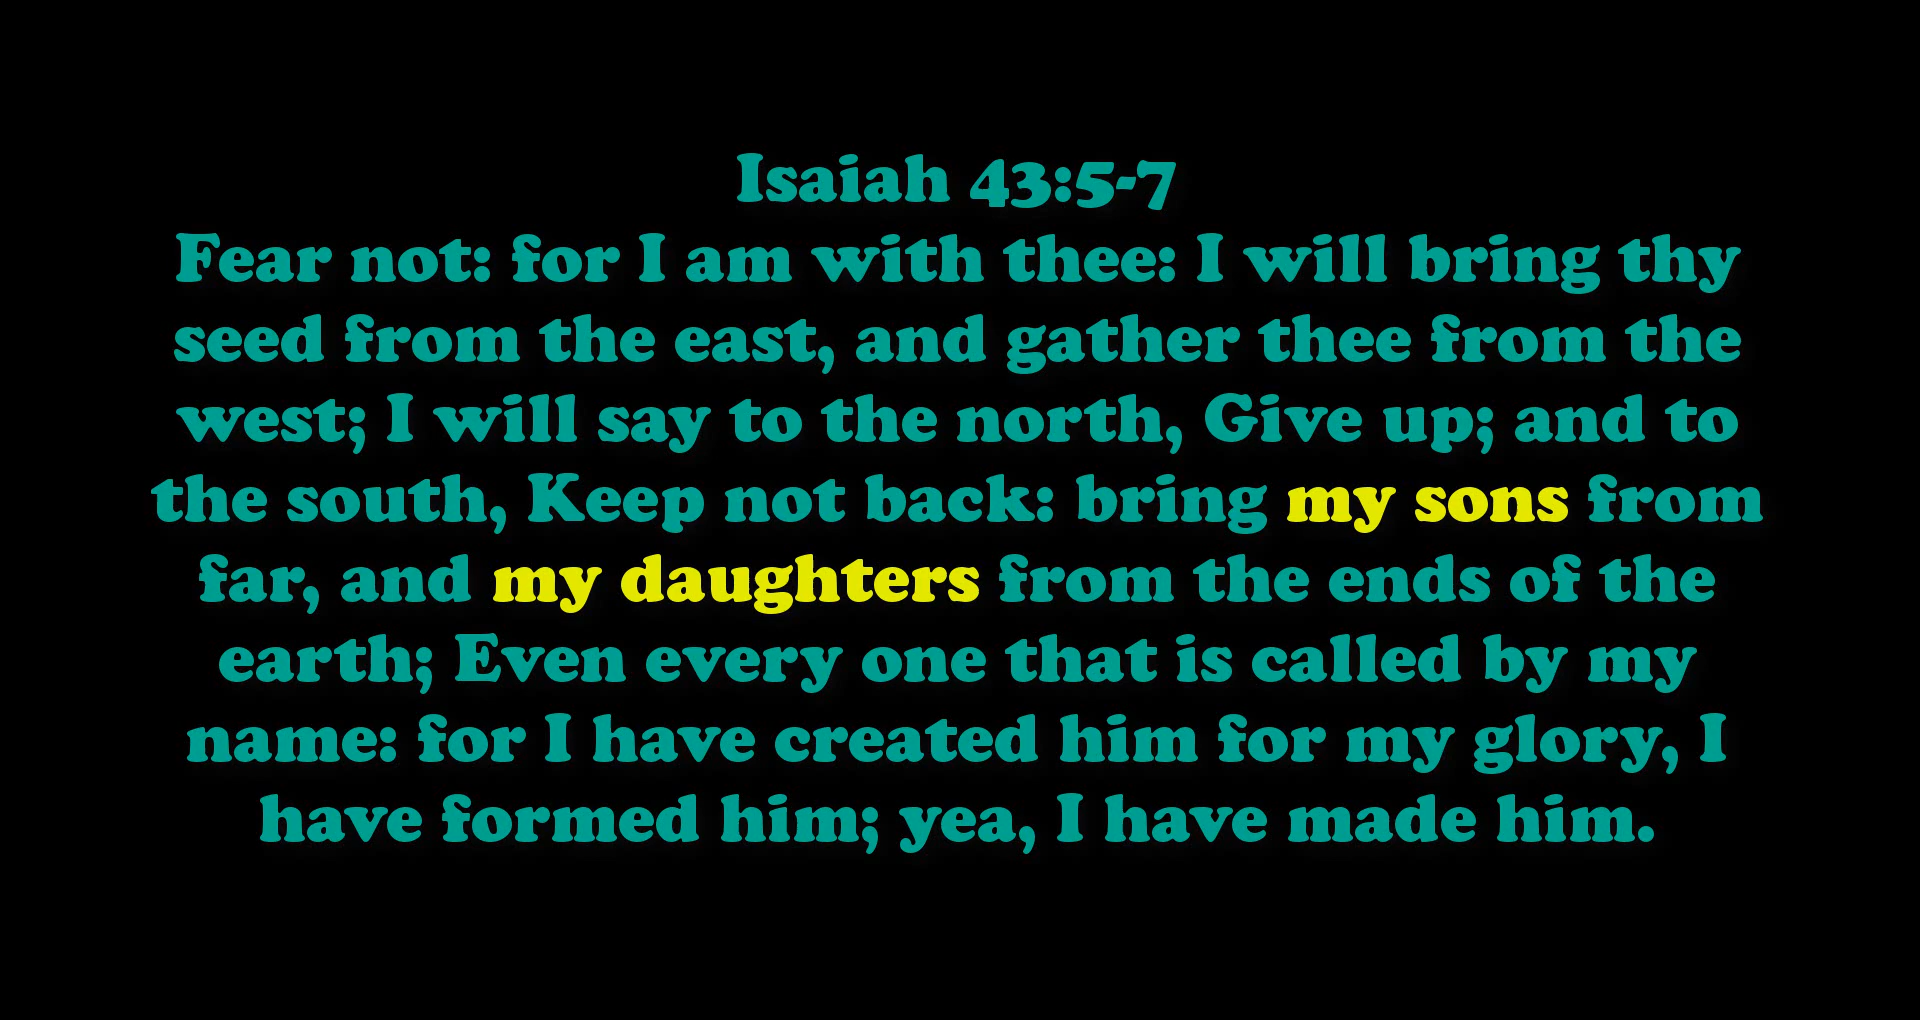 Isaiah 43:5-7
Fear not: for I am with thee: I will bring thy
seed from the east, and gather thee from the
west; I will say to the north, Give up; and to
the south, Keep not back: bring my sons from
far, and my daughters from the ends of the
earth; Even every one that is called by my
name: for I have created him for my glory, I
have formed him; yea, I have made him.